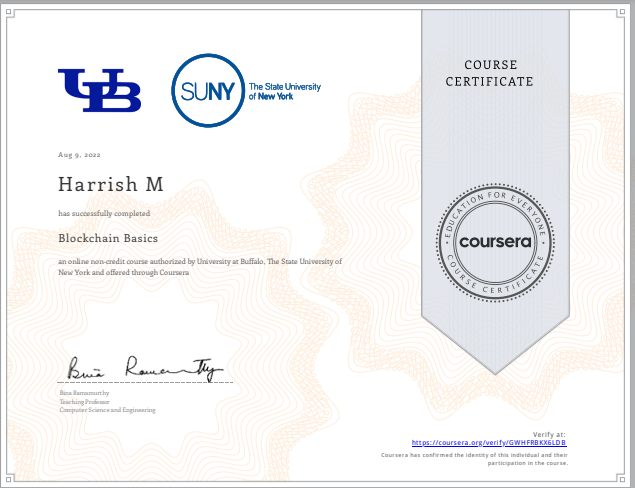 UB
SUNY
The State University
of New York
COURSE
CERTIFICATE
Aug 9, 2022
Harrish M
has successfully completed
Blockchain Basics
an online non-credit course authorized by University at Buffalo, The State University of
New York and offered through Coursera
EDUCATION FOR EVERYONE
coursera
COURSE CERTIFICATE
Bina Ramamurthy
Bina Ramamurthy
Teaching Professor
Computer Science and Engineering
Verify at:
https://coursera.org/verify/GWHFRBKX6LDB
Coursera has confirmed the identity of this individual and their
participation in the course.